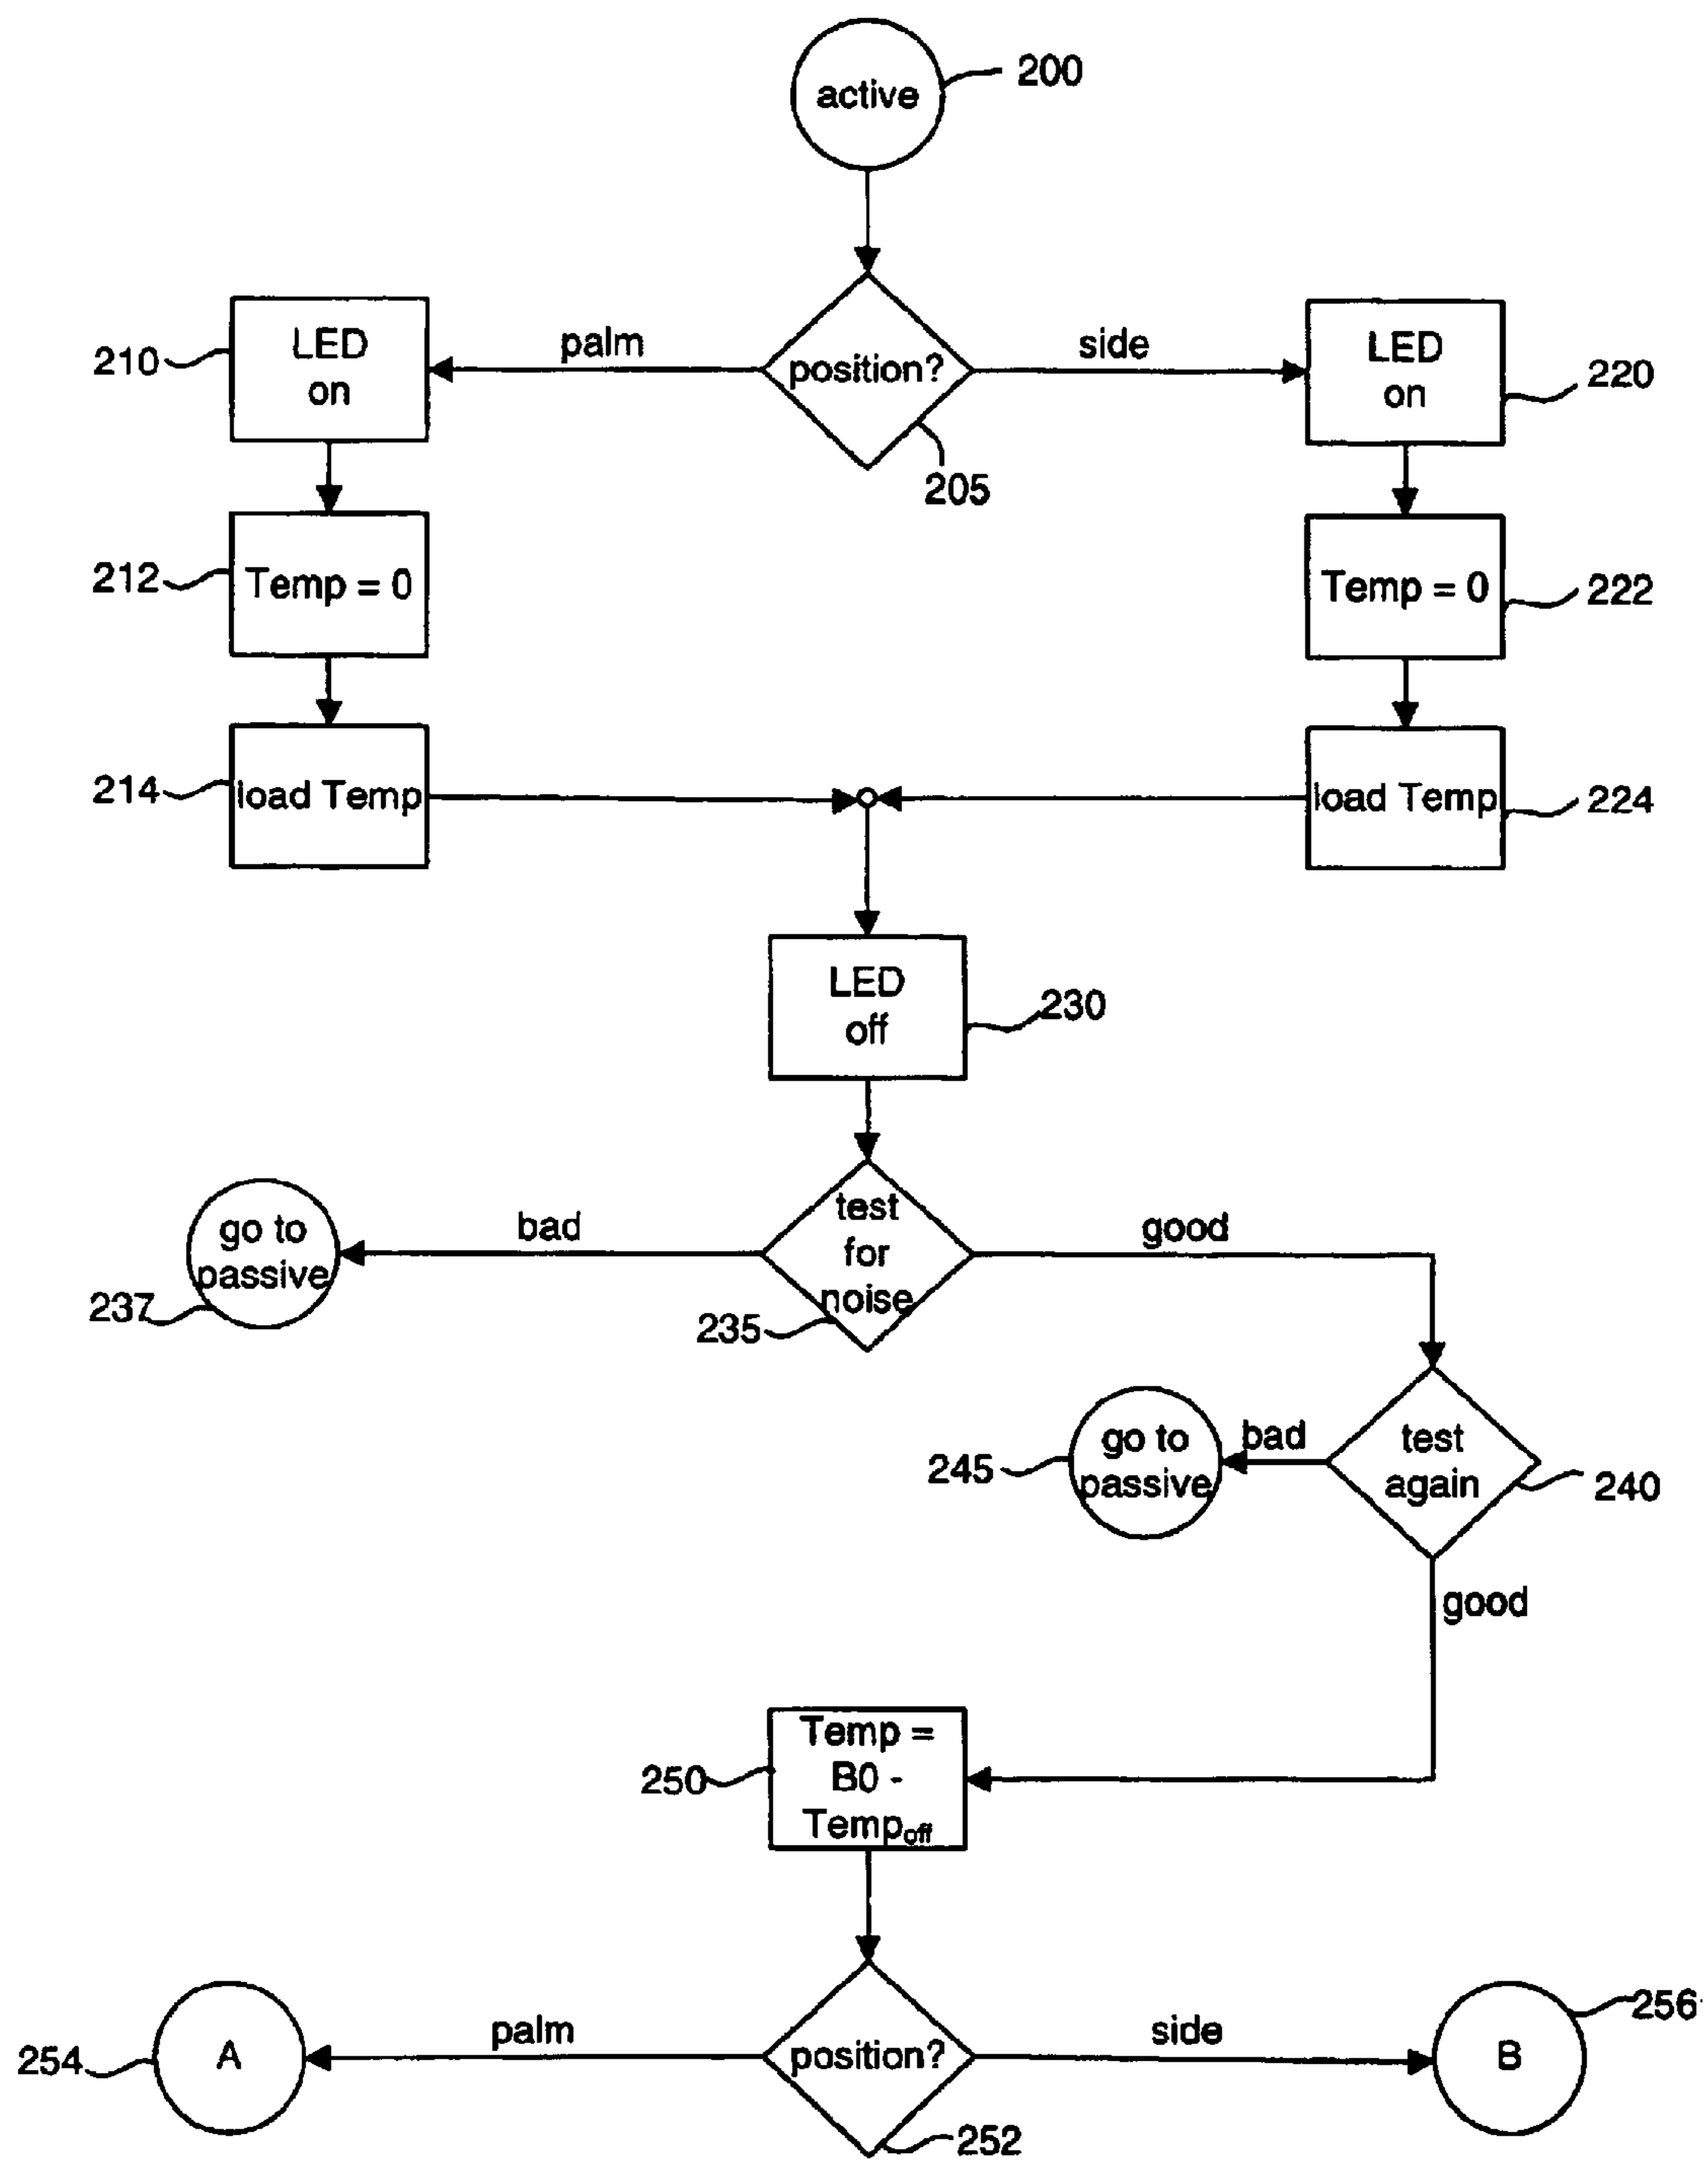 active
200
LED
on
210
palm
position?
side
LED
on
220
205
Temp = 0
212
Temp = 0
222
load Temp
214
load Temp
224
LED
off
230
go to
passive
237
bad
test
for
noise
235
good
go to
passive
245
bad
test
again
240
good
Temp =
B0 -
Tempoff
250
A
254
palm
position?
side
B
256
252